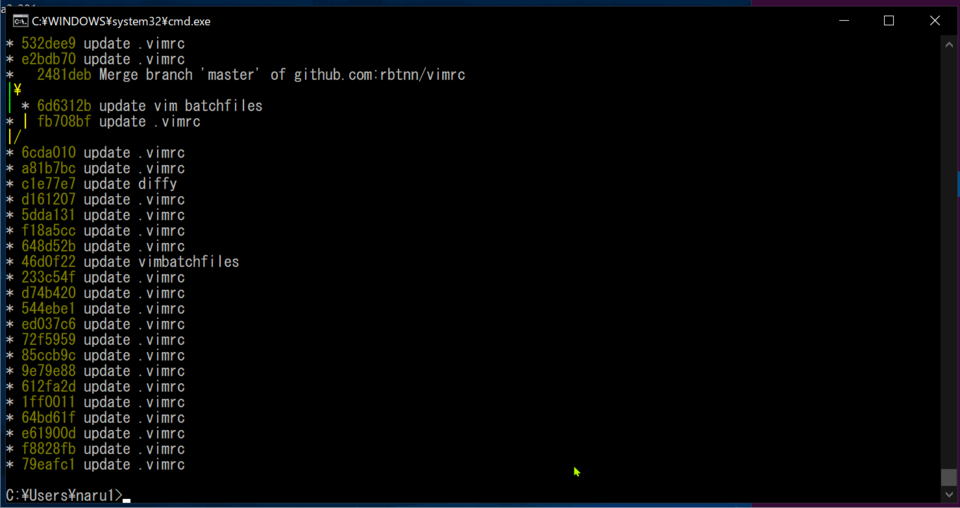 C:¥WINDOWS¥system32¥cmd.exe
* 532dee9 update .vimrc
* e2bdb70 update .vimrc
*   2481deb Merge branch 'master' of github.com:rbtnn/vimrc
|¥
| * 6d6312b update vim batchfiles
* | fb708bf update .vimrc
|/
* 6cda010 update .vimrc
* a81b7bc update .vimrc
* c1e77e7 update diffy
* d161207 update .vimrc
* 5dda131 update .vimrc
* f18a5cc update .vimrc
* 648d52b update .vimrc
* 46d0f22 update vimbatchfiles
* 233c54f update .vimrc
* d74b420 update .vimrc
* 544ebe1 update .vimrc
* ed037c6 update .vimrc
* 72f5959 update .vimrc
* 85ccb9c update .vimrc
* 9e79e88 update .vimrc
* 612fa2d update .vimrc
* 1ff0011 update .vimrc
* 64bd61f update .vimrc
* e61900d update .vimrc
* f8828fb update .vimrc
* 79eafc1 update .vimrc
C:¥Users¥naru1>